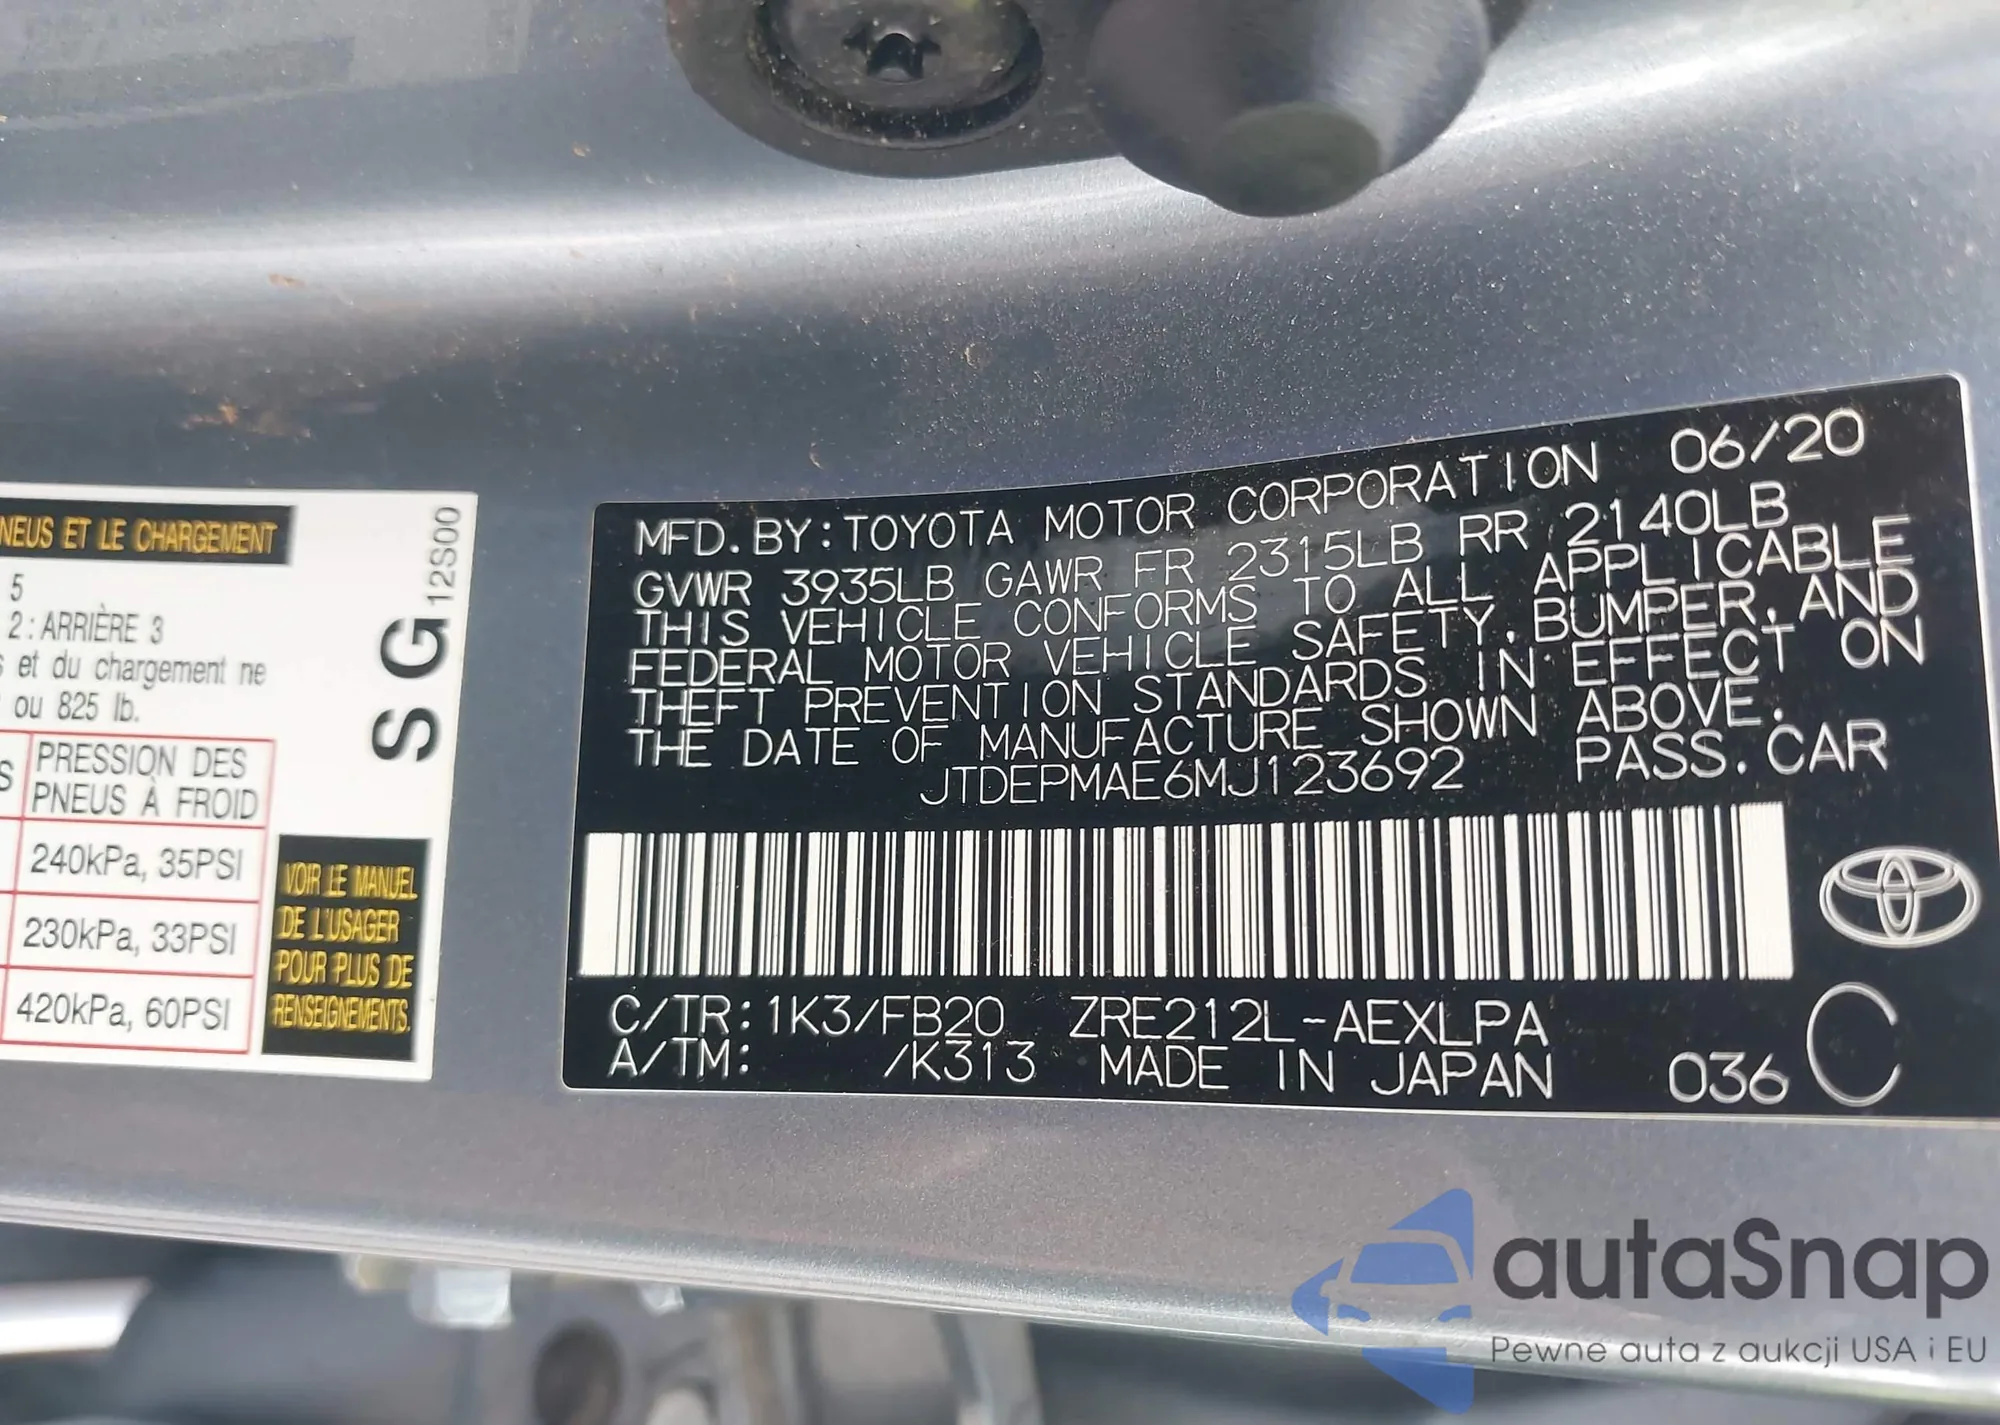 NEUS ET LE CHARGEMENT
5
2 : ARRIÈRE 3
s et du chargement ne
ou 825 lb.
S
PRESSION DES
PNEUS À FROID
240kPa, 35PSI
230kPa, 33PSI
420kPa, 60PSI
12S00
SG
VOIR LE MANUEL
DE L'USAGER
POUR PLUS DE
RENSEIGNEMENTS.
MFD. BY: TOYOTA MOTOR CORPORATION 06/20
GVWR 3935LB GAWR FR 2315LB RR 2140LB
THIS VEHICLE CONFORMS TO ALL APPLICABLE
FEDERAL MOTOR VEHICLE SAFETY, BUMPER, AND
THEFT PREVENTION STANDARDS IN EFFECT ON
THE DATE OF MANUFACTURE SHOWN ABOVE.
JTDEPMAE6MJ123692 PASS. CAR
C/TR: 1K3/FB20 ZRE212L-AEXLPA
A/TM: /K313 MADE IN JAPAN 036 C
autaSnap
Pewne auta z aukcji USA i EU